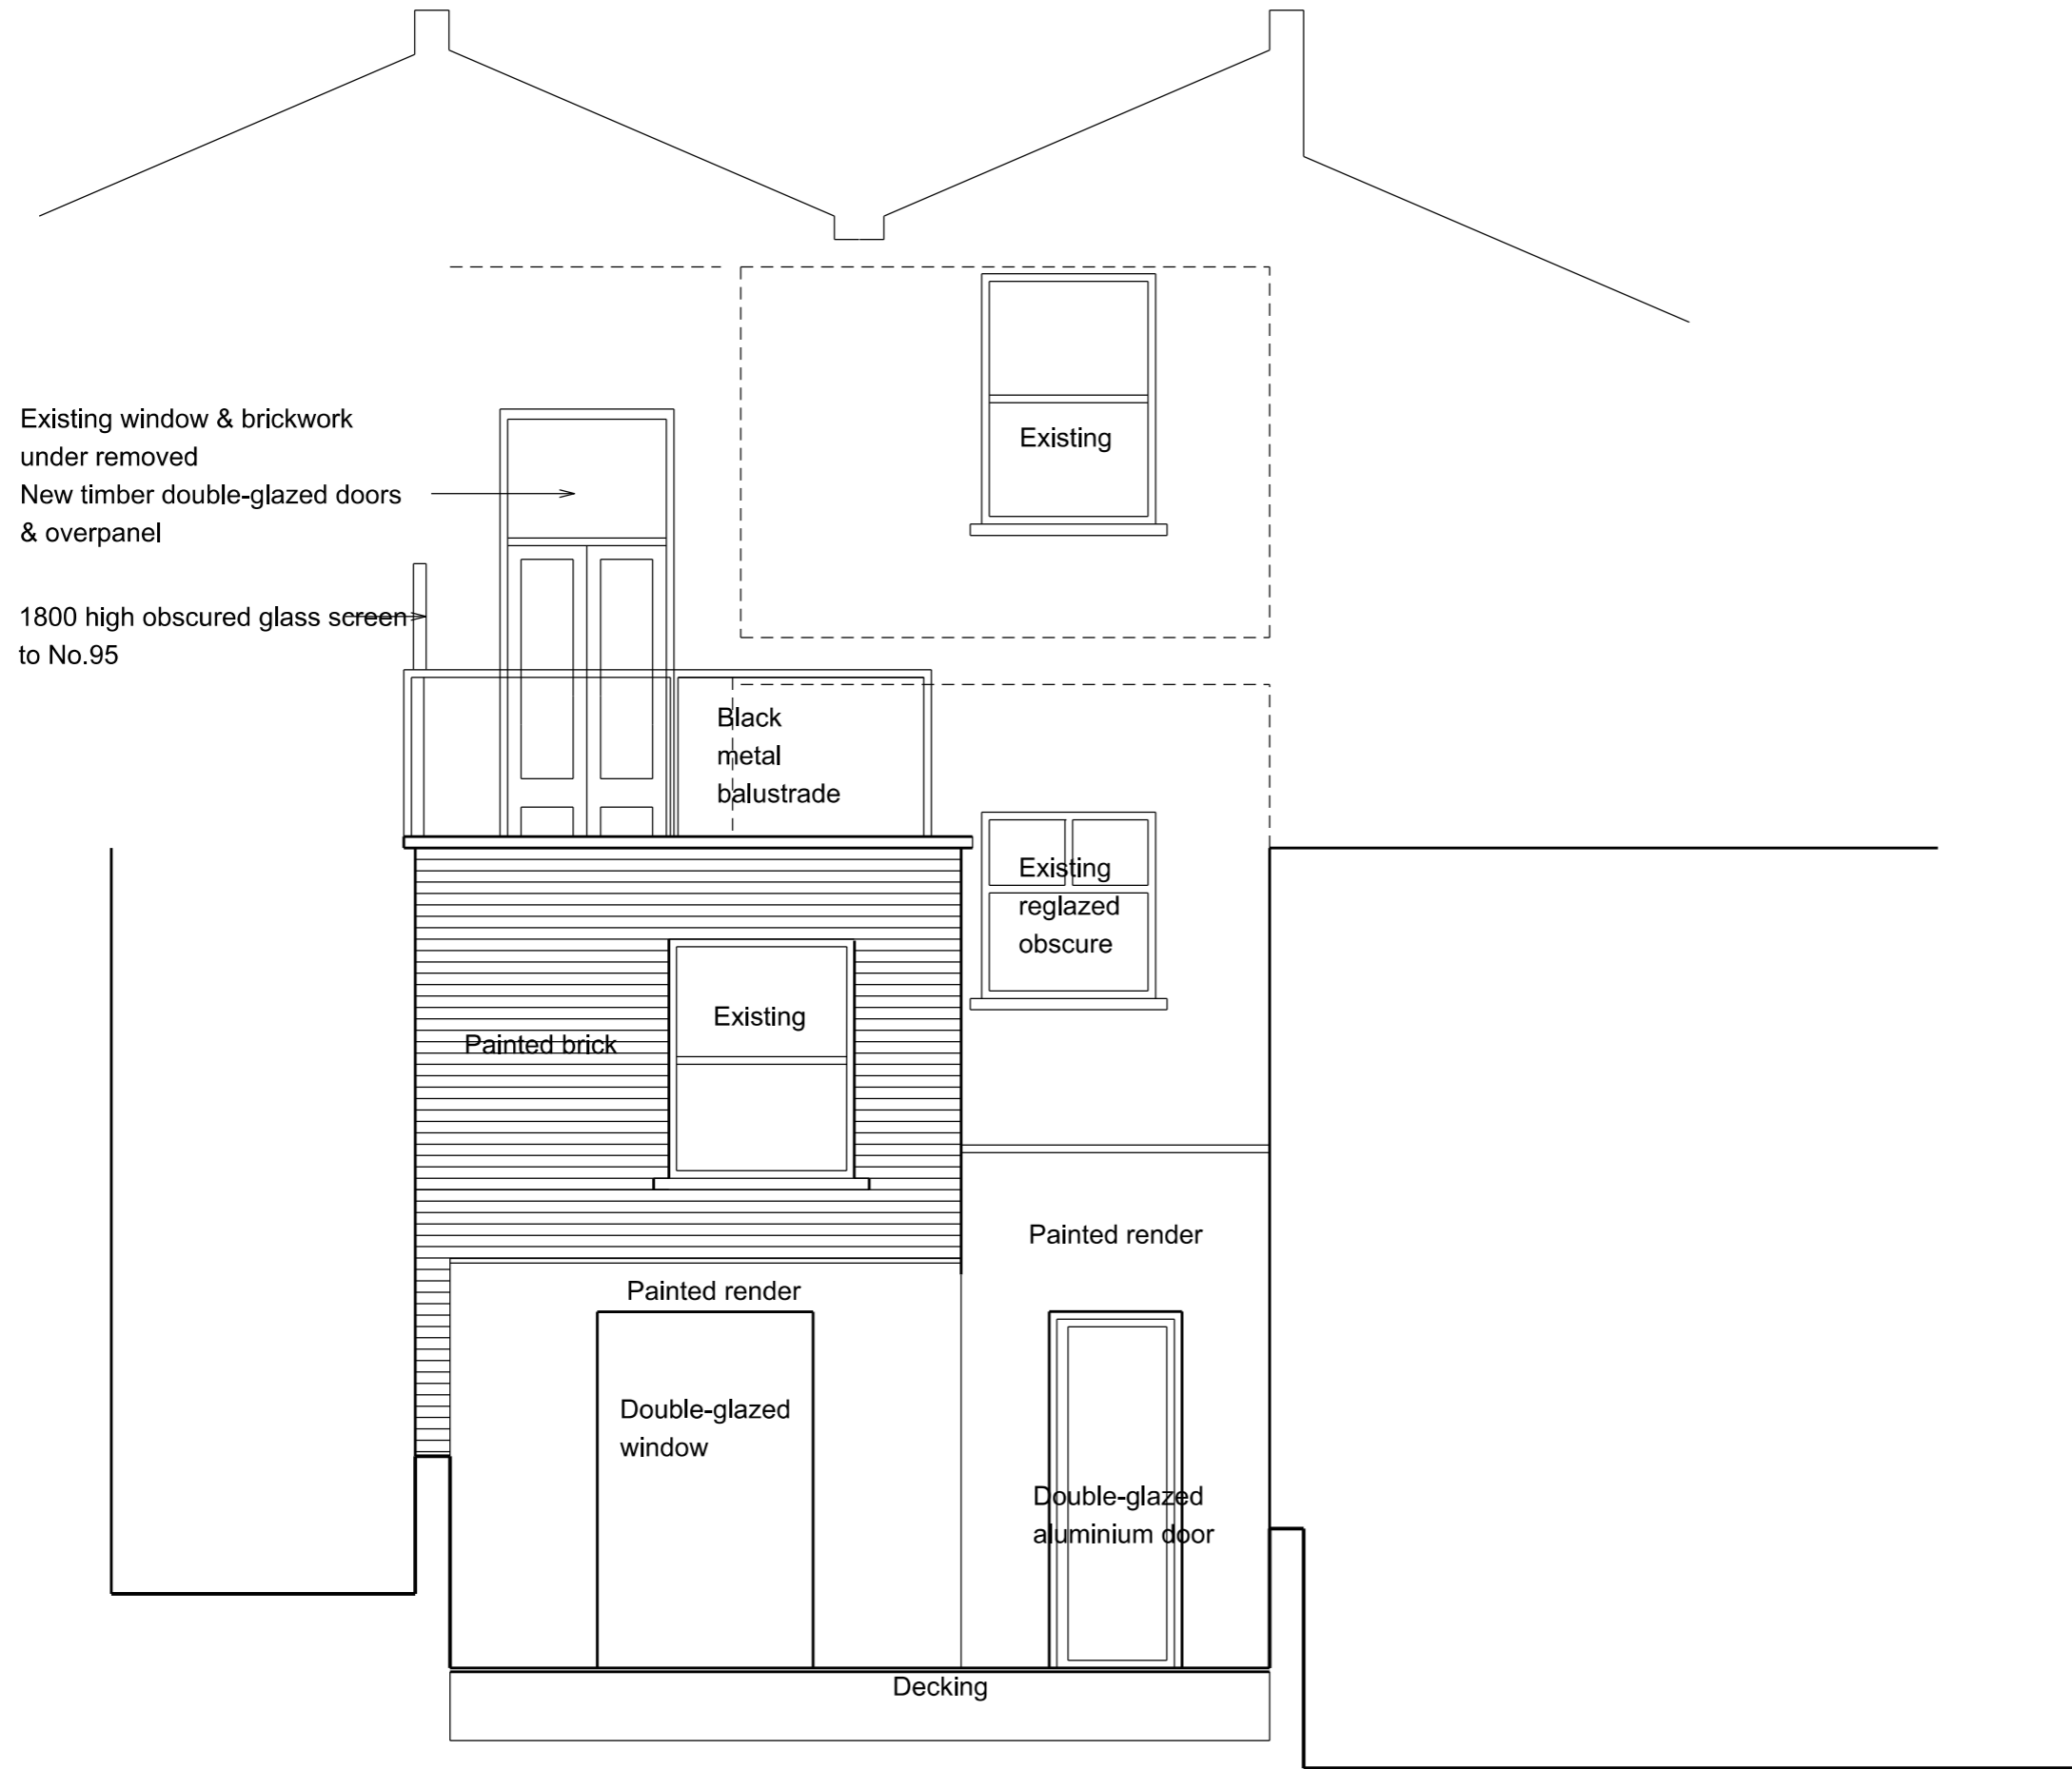 Existing window & brickwork
under removed
New timber double-glazed doors
& overpanel
Existing
1800 high obscured glass screen
to No.95
Black
metal
balustrade
Existing
reglazed
obscure
Existing
Painted brick
Painted render
Painted render
Double-glazed
window
Double-glazed
aluminium door
Decking